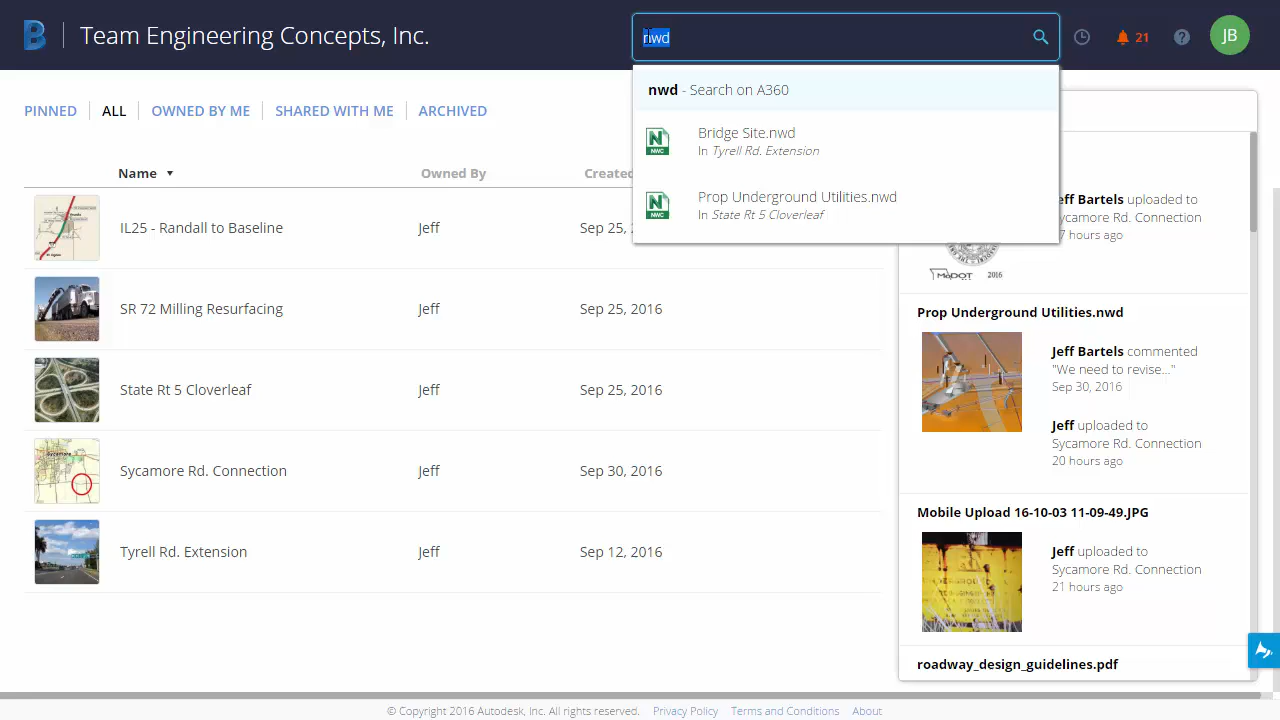 Team Engineering Concepts, Inc.
nwd
21
JB
nwd - Search on A360
Bridge Site.nwd
In Tyrell Rd. Extension
Prop Underground Utilities.nwd
In State Rt 5 Cloverleaf
NWC
NWC
PINNED
ALL
OWNED BY ME
SHARED WITH ME
ARCHIVED
Name
Owned By
Created
IL25 - Randall to Baseline
Jeff
Sep 25,
SR 72 Milling Resurfacing
Jeff
Sep 25, 2016
State Rt 5 Cloverleaf
Jeff
Sep 25, 2016
Sycamore Rd. Connection
Jeff
Sep 30, 2016
Tyrell Rd. Extension
Jeff
Sep 12, 2016
eff Bartels uploaded to
ycamore Rd. Connection
7 hours ago
2016
Prop Underground Utilities.nwd
Jeff Bartels commented
"We need to revise..."
Sep 30, 2016
Jeff uploaded to
Sycamore Rd. Connection
20 hours ago
Mobile Upload 16-10-03 11-09-49.JPG
Jeff uploaded to
Sycamore Rd. Connection
21 hours ago
roadway_design_guidelines.pdf
© Copyright 2016 Autodesk, Inc. All rights reserved.
Privacy Policy
Terms and Conditions
About